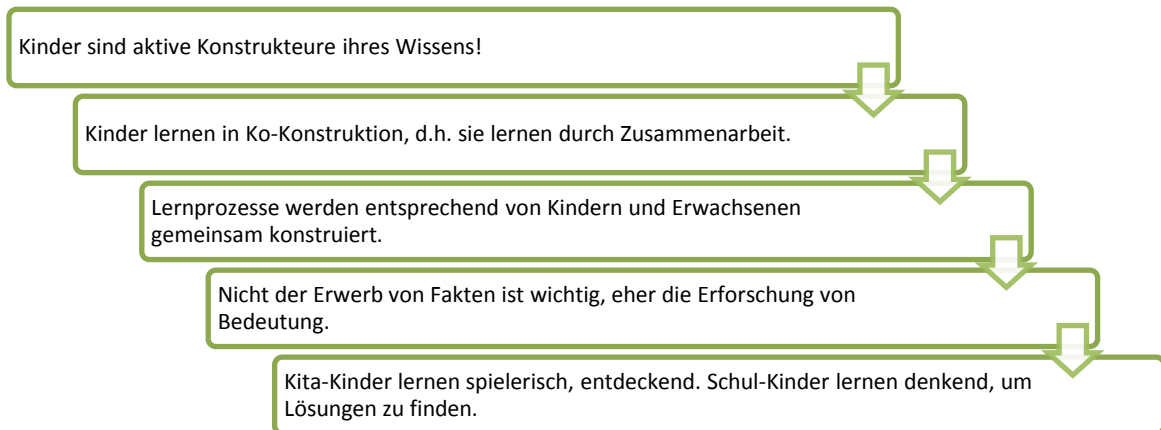 Kinder sind aktive Konstrukteure ihres Wissens!
Kinder lernen in Ko-Konstruktion, d.h. sie lernen durch Zusammenarbeit.
Lernprozesse werden entsprechend von Kindern und Erwachsenen
gemeinsam konstruiert.
Nicht der Erwerb von Fakten ist wichtig, eher die Erforschung von
Bedeutung.
Kita-Kinder lernen spielerisch, entdeckend. Schul-Kinder lernen denkend, um
Lösungen zu finden.